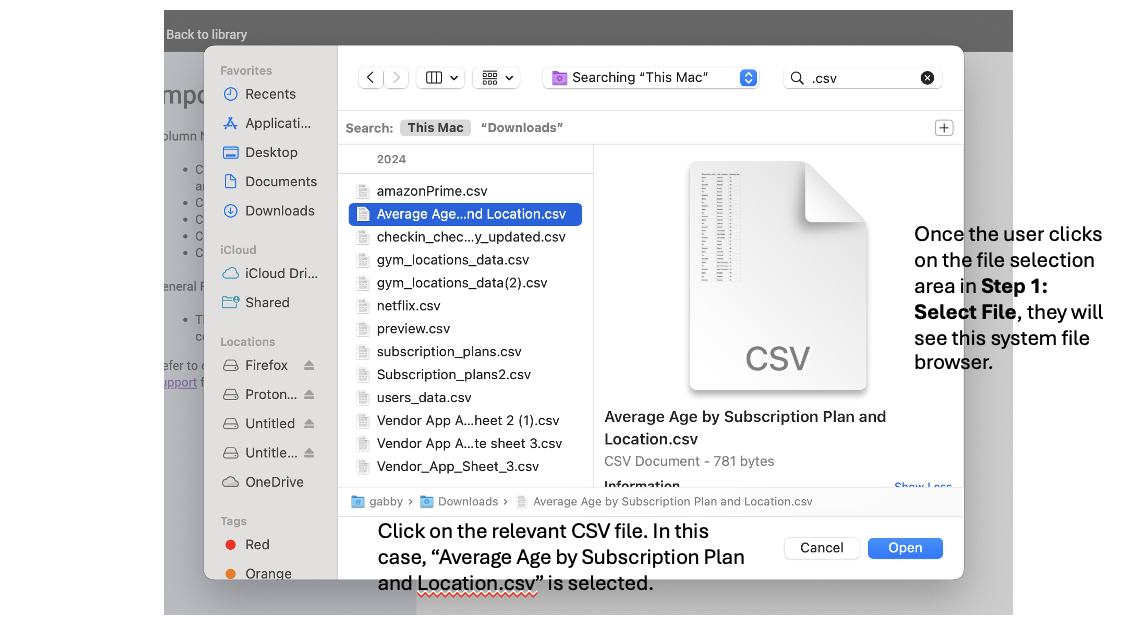 Back to library
Favorites
Recents
Applicati...
Desktop
Documents
Downloads
iCloud
iCloud Dri...
Shared
Locations
Firefox
Proton...
Untitled
Untitle...
OneDrive
Tags
Red
Orange
Searching “This Mac”
.csv
Search: This Mac “Downloads”
2024
amazonPrime.csv
Average Age...nd Location.csv
checkin_chec...y_updated.csv
gym_locations_data.csv
gym_locations_data(2).csv
netflix.csv
preview.csv
subscription_plans.csv
Subscription_plans2.csv
users_data.csv
Vendor App A...heet 2 (1).csv
Vendor App A...te sheet 3.csv
Vendor_App_Sheet_3.csv
CSV
Average Age by Subscription Plan and
Location.csv
CSV Document - 781 bytes
Information
Show Less
gabby › Downloads › Average Age by Subscription Plan and Location.csv
Cancel
Open
Click on the relevant CSV file. In this
case, “Average Age by Subscription Plan
and Location.csv” is selected.
Once the user clicks
on the file selection
area in Step 1:
Select File, they will
see this system file
browser.
upport